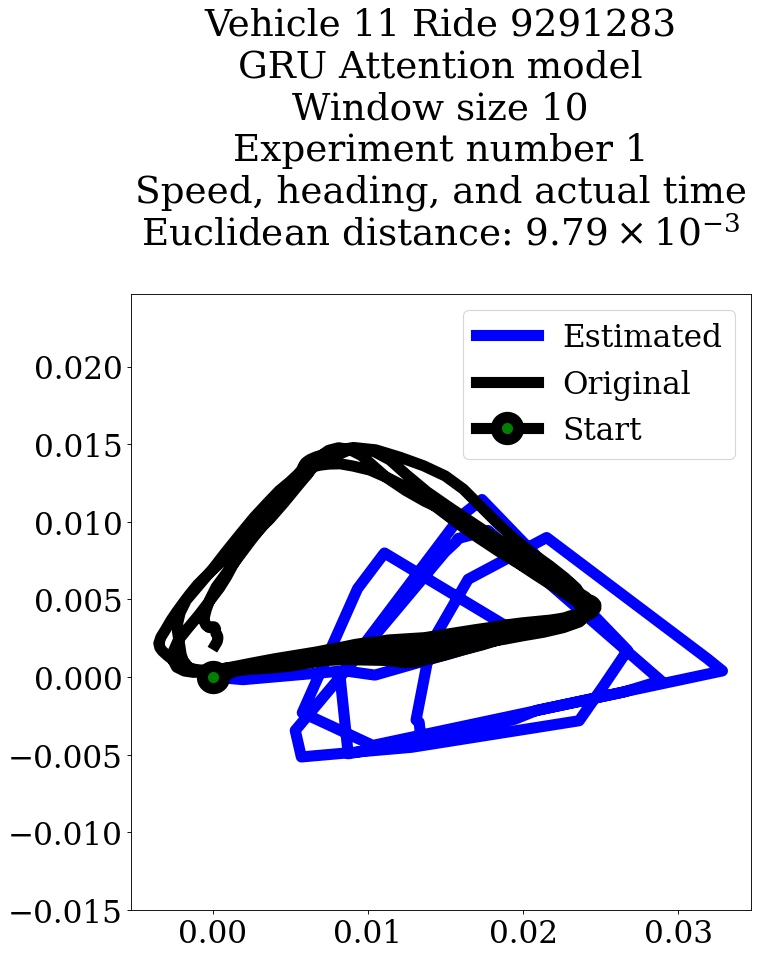 Vehicle 11 Ride 9291283
GRU Attention model
Window size 10
Experiment number 1
Speed, heading, and actual time
Euclidean distance: 9.79 × 10⁻³
Estimated
Original
Start
0.020
0.015
0.010
0.005
0.000
−0.005
−0.010
−0.015
0.00 0.01 0.02 0.03